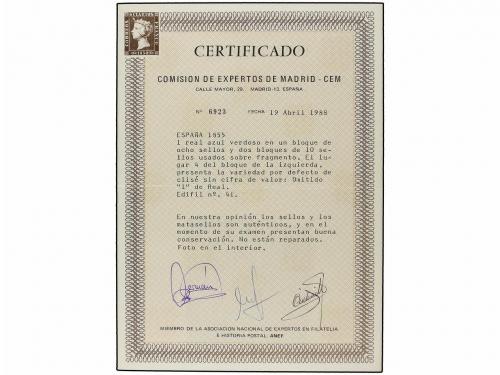 CERTIFICADO
COMISION DE EXPERTOS DE MADRID - CEM
CALLE MAYOR, 29. MADRID-13. ESPAÑA
Nº 6923 FECHA 19 Abril 1988
ESPAÑA 1855
1 real azul verdoso en un bloque de
ocho sellos y dos bloques de 10 se-
llos usados sobre fragmento. El lu-
gar 4 del bloque de la izquierda,
presenta la variedad por defecto de
clisé sin cifra de valor: Omitido
"1" de Real.
Edifil nº. 41.
En nuestra opinión los sellos y los
matasellos son auténticos, y en el
momento de su examen presentan buena
conservación. No están reparados.
Foto en el interior.
MIEMBRO DE LA ASOCIACION NACIONAL DE EXPERTOS EN FILATELIA
E HISTORIA POSTAL: ANEF